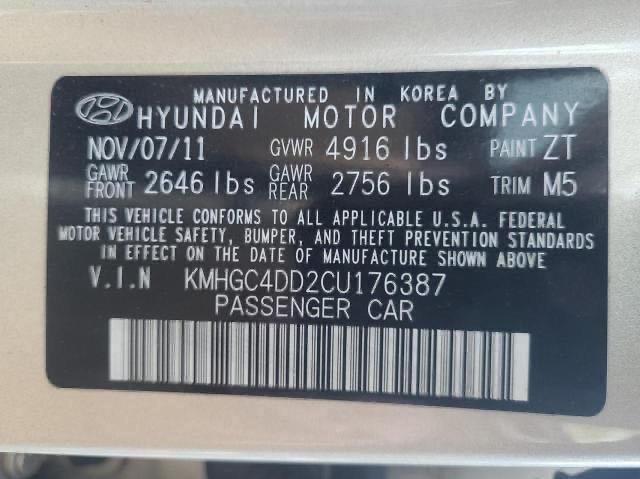 MANUFACTURED IN KOREA BY
HYUNDAI MOTOR COMPANY
NOV/07/11 GVWR 4916 lbs PAINT ZT
GAWR FRONT 2646 lbs GAWR REAR 2756 lbs TRIM M5
THIS VEHICLE CONFORMS TO ALL APPLICABLE U.S.A. FEDERAL
MOTOR VEHICLE SAFETY, BUMPER, AND THEFT PREVENTION STANDARDS
IN EFFECT ON THE DATE OF MANUFACTURE SHOWN ABOVE
V.I.N KMHGC4DD2CU176387
PASSENGER CAR